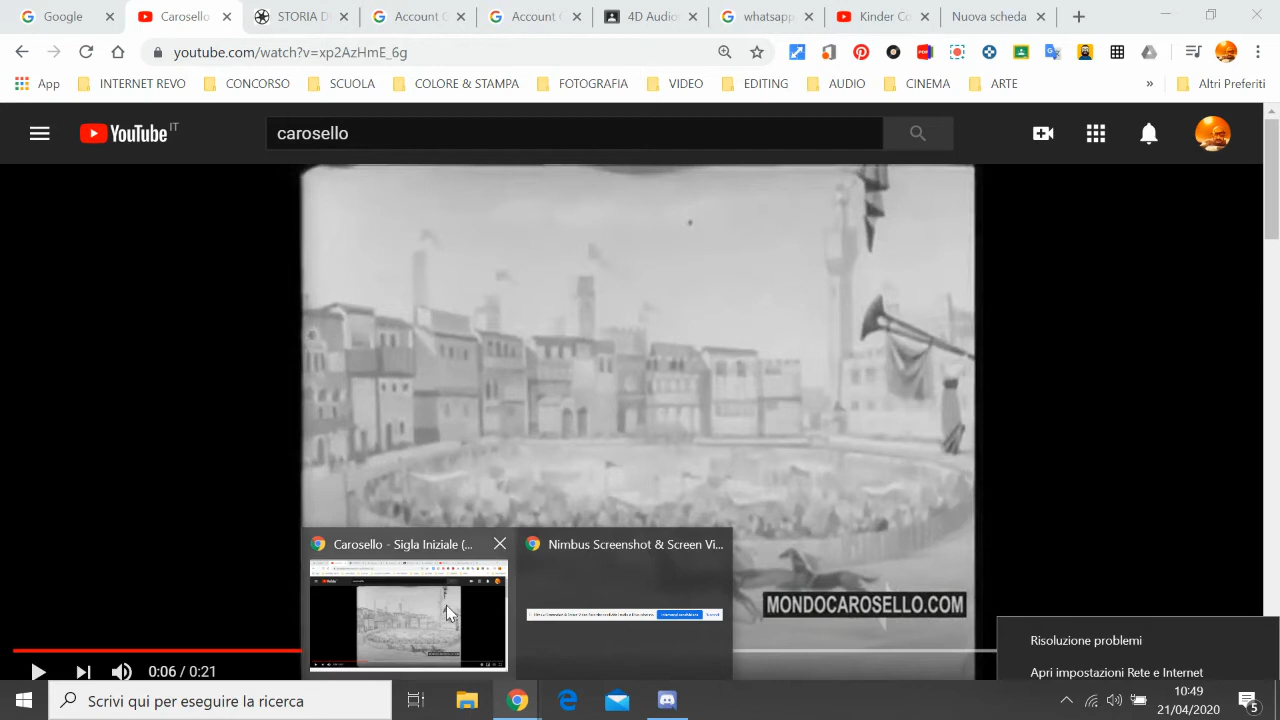 Google
Carosello
STORIA D
Account G
Account G
4D Audio
whatsapp
Kinder Co
Nuova scheda
youtube.com/watch?v=xp2AzHmE_6g
App
INTERNET REVO
CONCORSO
SCUOLA
COLORE & STAMPA
FOTOGRAFIA
VIDEO
EDITING
AUDIO
CINEMA
ARTE
»
Altri Preferiti
YouTube IT
carosello
Carosello - Sigla Iniziale (...
Nimbus Screenshot & Screen Vi...
MONDOCAROSELLO.COM
Risoluzione problemi
Apri impostazioni Rete e Internet
0:06 / 0:21
Scrivi qui per eseguire la ricerca
10:49
21/04/2020
5